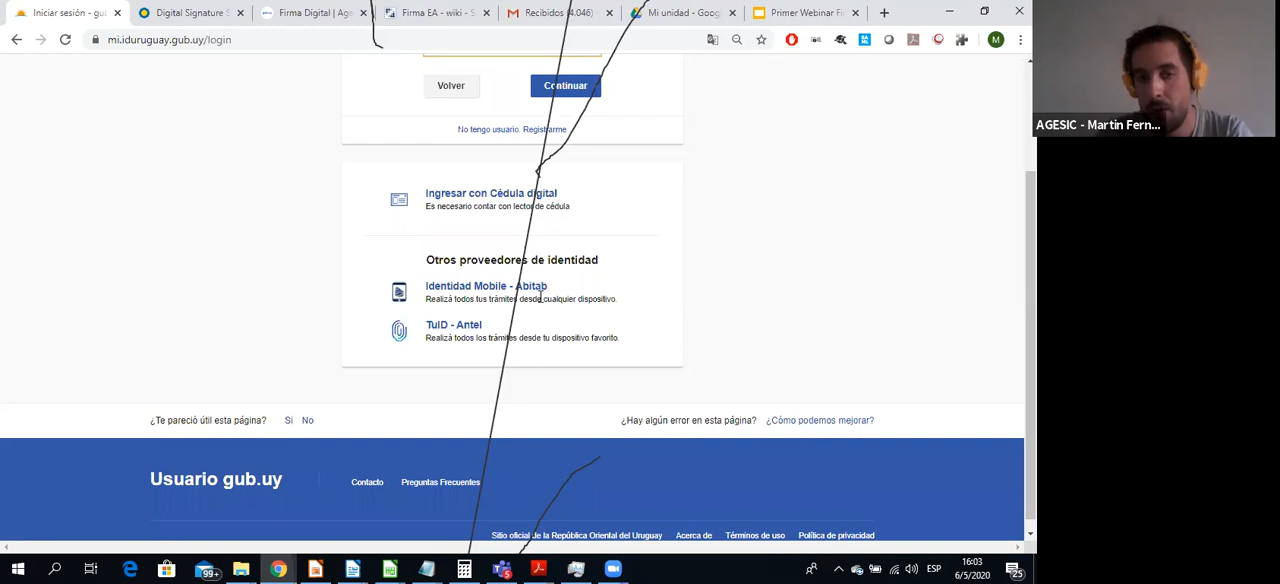 Iniciar sesión - gu
Digital Signature S
Firma Digital | Age
Firma EA - wiki - S
Recibidos (4.046)
Mi unidad - Goog
Primer Webinar Fi
mi.iduruguay.gub.uy/login
M
AGESIC - Martin Fern...
Volver
Continuar
No tengo usuario. Registrarme
Ingresar con Cédula digital
Es necesario contar con lector de cédula
Otros proveedores de identidad
Identidad Mobile - Abitab
Realizá todos tus trámites desde cualquier dispositivo.
TuID - Antel
Realizá todos los trámites desde tu dispositivo favorito.
¿Te pareció útil esta página? Si No
¿Hay algún error en esta página? ¿Cómo podemos mejorar?
Usuario gub.uy
Contacto
Preguntas Frecuentes
Sitio oficial de la República Oriental del Uruguay
Acerca de
Términos de uso
Política de privacidad
99+
5
ESP
16:03
6/5/2020
25